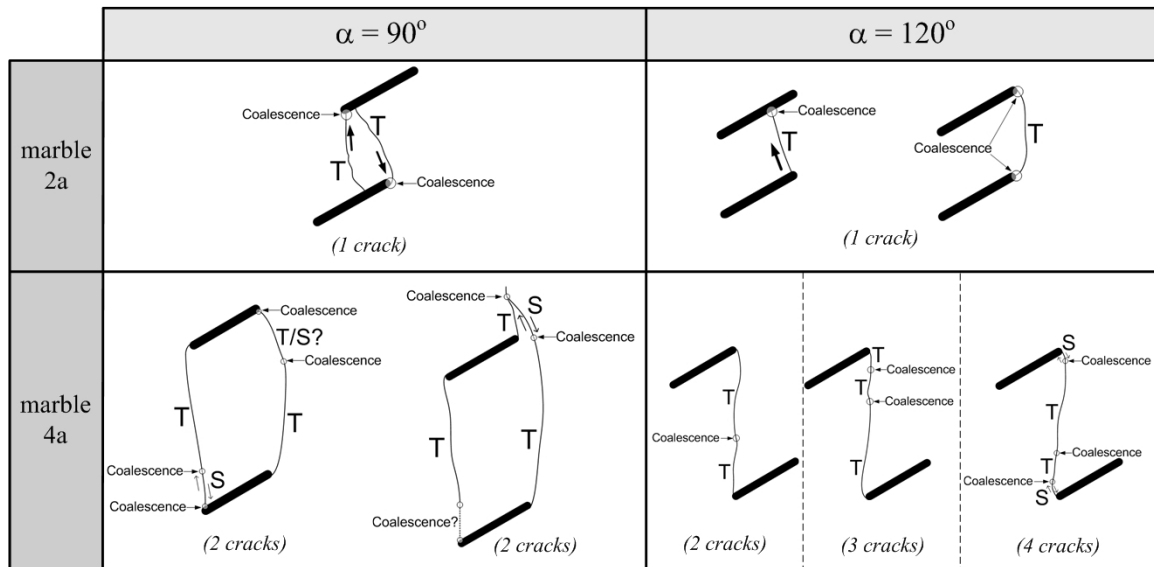 α = 90°
α = 120°
marble
2a
Coalescence
T
T
Coalescence
(1 crack)
Coalescence
T
Coalescence
T
(1 crack)
marble
4a
Coalescence
T/S?
Coalescence
T
T
Coalescence
S
Coalescence
(2 cracks)
Coalescence
S
T
Coalescence
T
T
Coalescence?
(2 cracks)
T
Coalescence
T
(2 cracks)
T
Coalescence
T
Coalescence
T
(3 cracks)
S
Coalescence
T
Coalescence
T
Coalescence
S
(4 cracks)